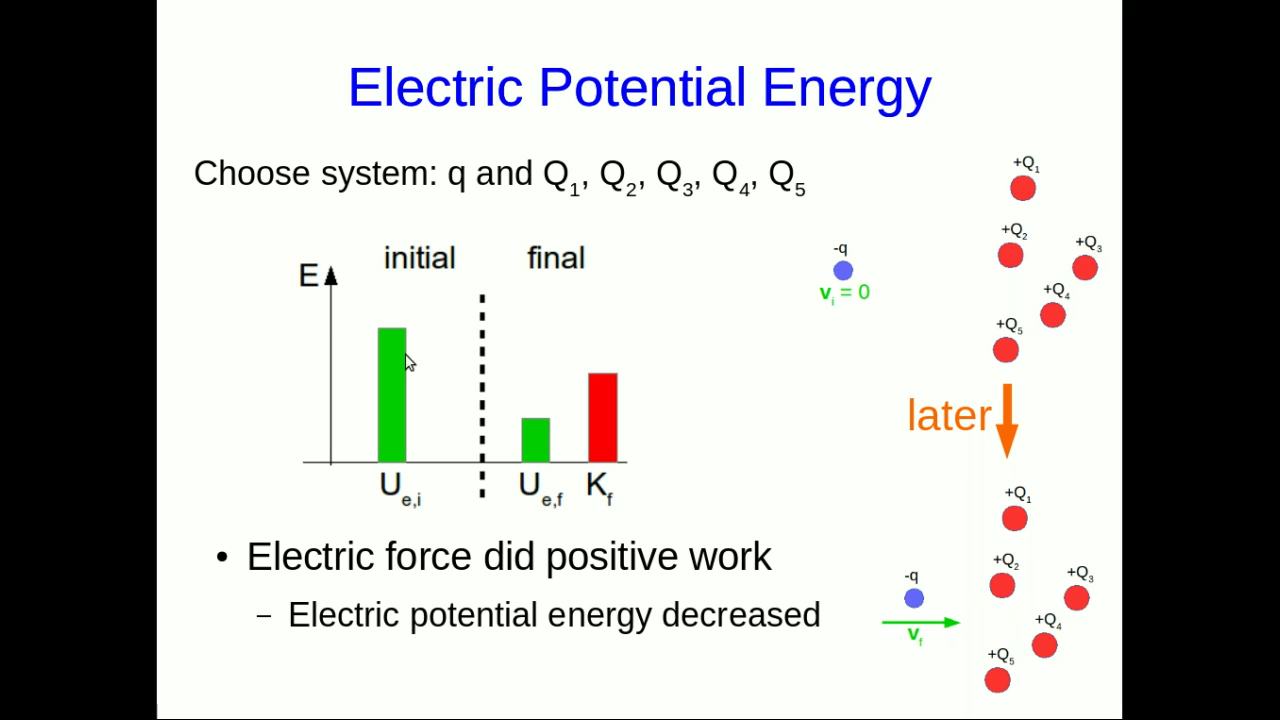 Electric Potential Energy
Choose system: q and Q1, Q2, Q3, Q4, Q5
initial
final
E
Ue,i
Ue,f
Kf
• Electric force did positive work
– Electric potential energy decreased
+Q1
+Q2
+Q3
-q
vi = 0
+Q4
+Q5
later
+Q1
+Q2
+Q3
-q
vf
+Q4
+Q5